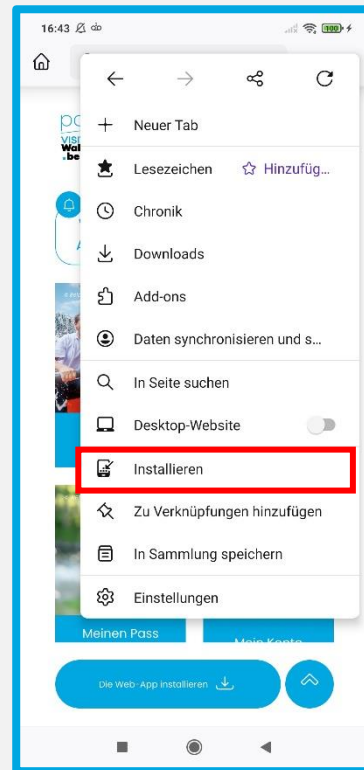 16:43
100
Neuer Tab
Lesezeichen Hinzufüg...
Chronik
Downloads
Add-ons
Daten synchronisieren und s...
In Seite suchen
Desktop-Website
Installieren
Zu Verknüpfungen hinzufügen
In Sammlung speichern
Einstellungen
Meinen Pass
Mein Konto
Die Web-App installieren